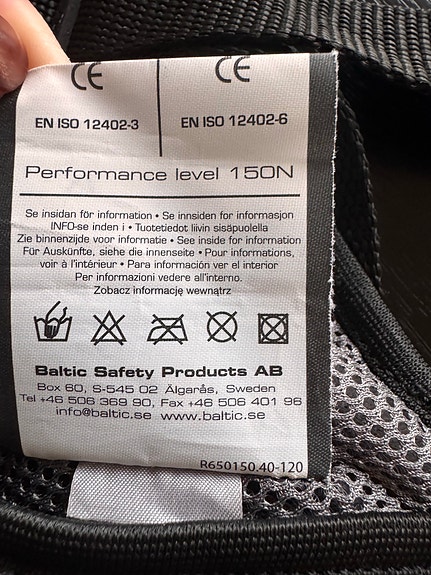 CE CE
EN ISO 12402-3 EN ISO 12402-6
Performance level 150N
Se insidan för information • Se innsiden for informasjon
INFO-se inden i • Tuotetiedot liivin sisäpuolella
Zie binnenzijde voor informatie • See inside for information
Für Auskünfte, siehe die innenseite • Pour informations,
voir à l'intérieur • Para información ver el interior
Per informazioni vedere all'interno.
Zobacz informację wewnątrz
Baltic Safety Products AB
Box 60, S-545 02 Älgarås, Sweden
Tel +46 506 369 90, Fax +46 506 401 96
info@baltic.se www.baltic.se
R650150.40-120